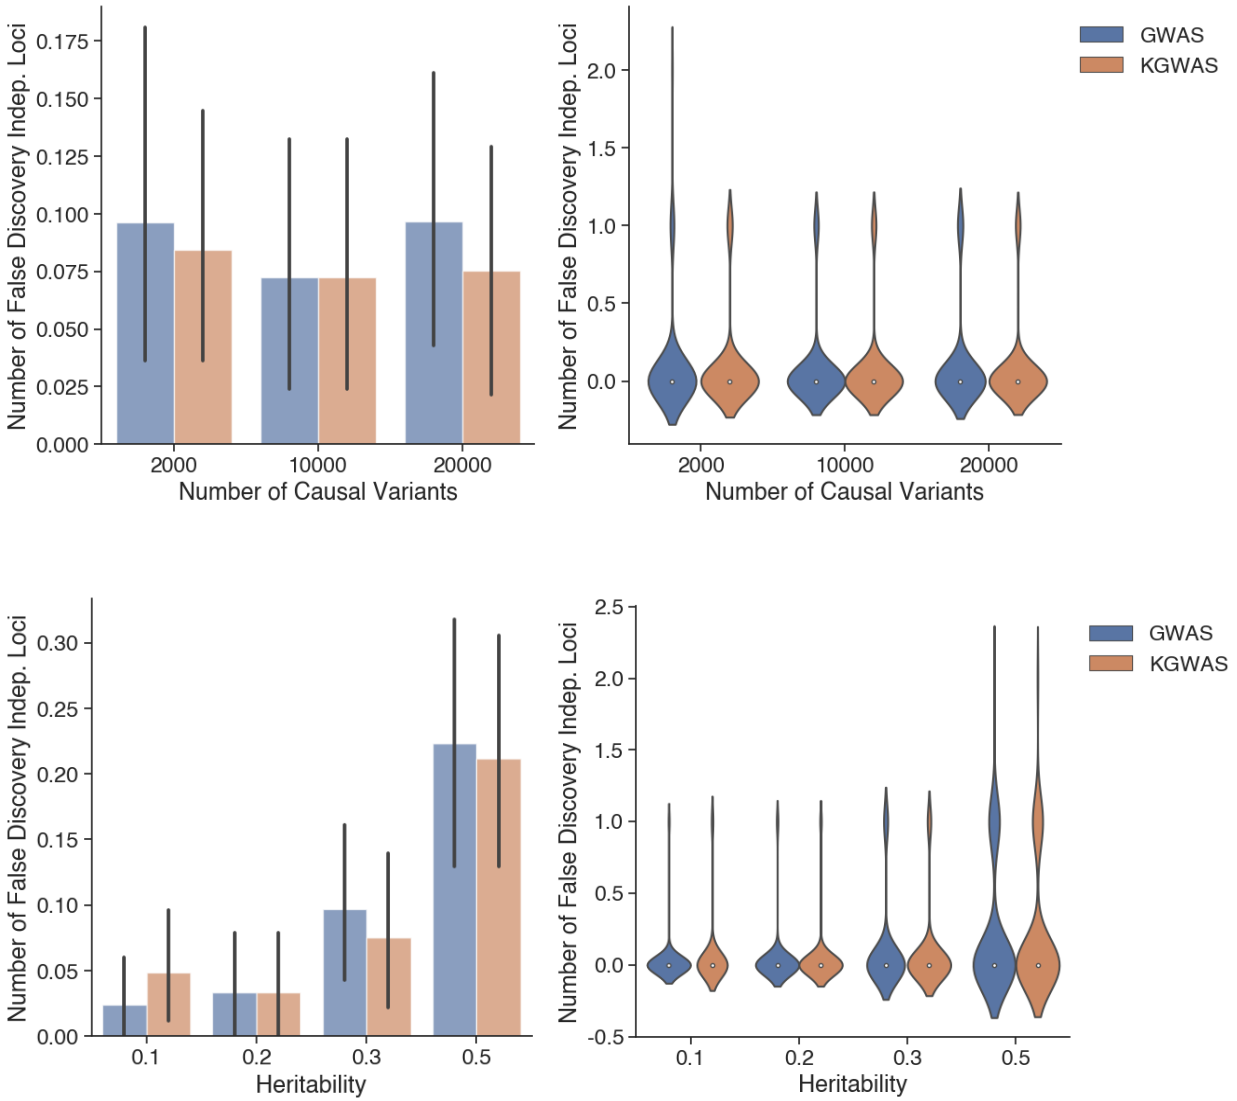 Number of False Discovery Indep. Loci
0.175
0.150
0.125
0.100
0.075
0.050
0.025
0.000
2000 10000 20000
Number of Causal Variants
Number of False Discovery Indep. Loci
2.0
1.5
1.0
0.5
0.0
2000 10000 20000
Number of Causal Variants
GWAS
KGWAS
Number of False Discovery Indep. Loci
0.30
0.25
0.20
0.15
0.10
0.05
0.00
0.1 0.2 0.3 0.5
Heritability
Number of False Discovery Indep. Loci
2.5
2.0
1.5
1.0
0.5
0.0
-0.5
0.1 0.2 0.3 0.5
Heritability
GWAS
KGWAS